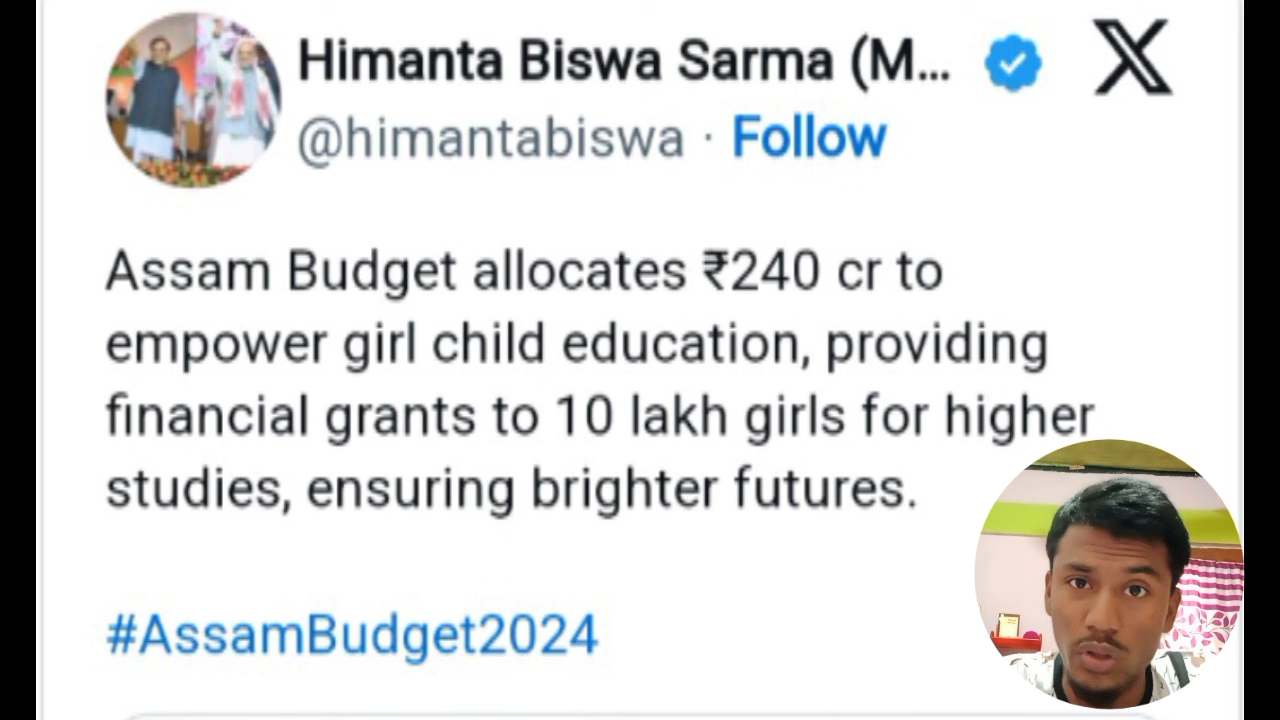 Himanta Biswa Sarma (M...
@himantabiswa · Follow
Assam Budget allocates ₹240 cr to
empower girl child education, providing
financial grants to 10 lakh girls for higher
studies, ensuring brighter futures.
#AssamBudget2024